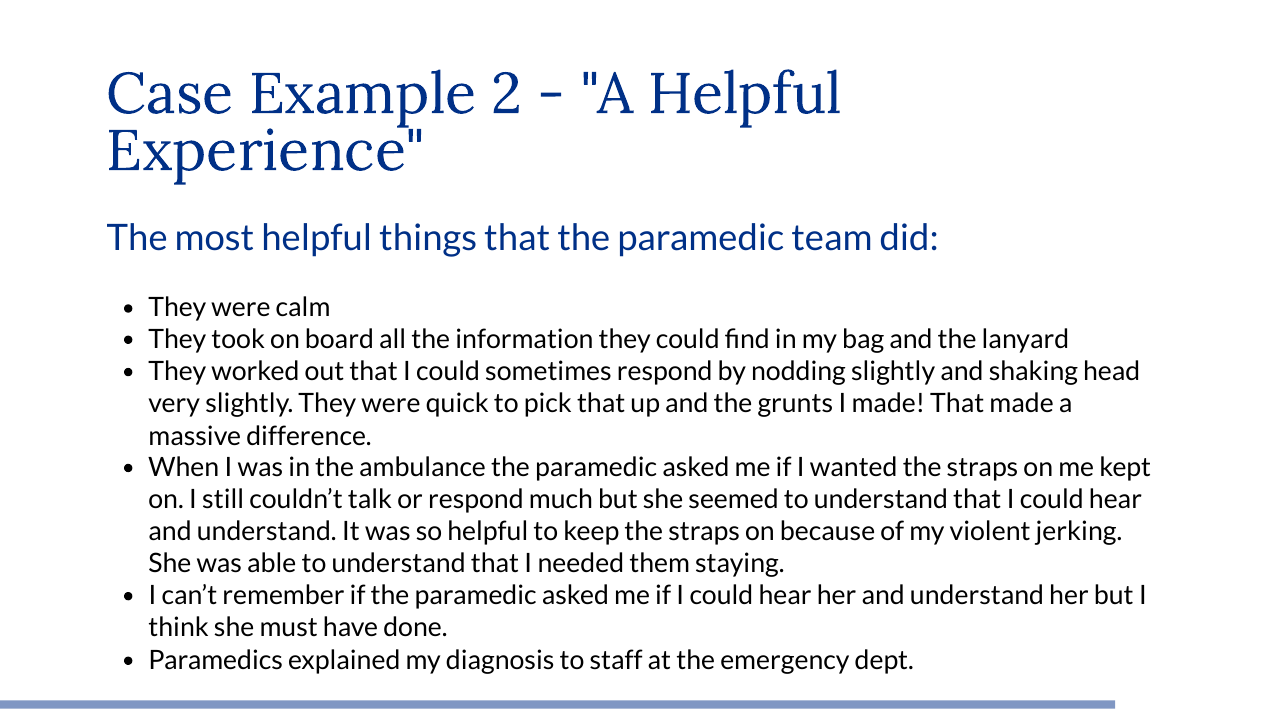 Case Example 2 - "A Helpful
Experience"
The most helpful things that the paramedic team did:
• They were calm
• They took on board all the information they could find in my bag and the lanyard
• They worked out that I could sometimes respond by nodding slightly and shaking head
very slightly. They were quick to pick that up and the grunts I made! That made a
massive difference.
• When I was in the ambulance the paramedic asked me if I wanted the straps on me kept
on. I still couldn’t talk or respond much but she seemed to understand that I could hear
and understand. It was so helpful to keep the straps on because of my violent jerking.
She was able to understand that I needed them staying.
• I can’t remember if the paramedic asked me if I could hear her and understand her but I
think she must have done.
• Paramedics explained my diagnosis to staff at the emergency dept.